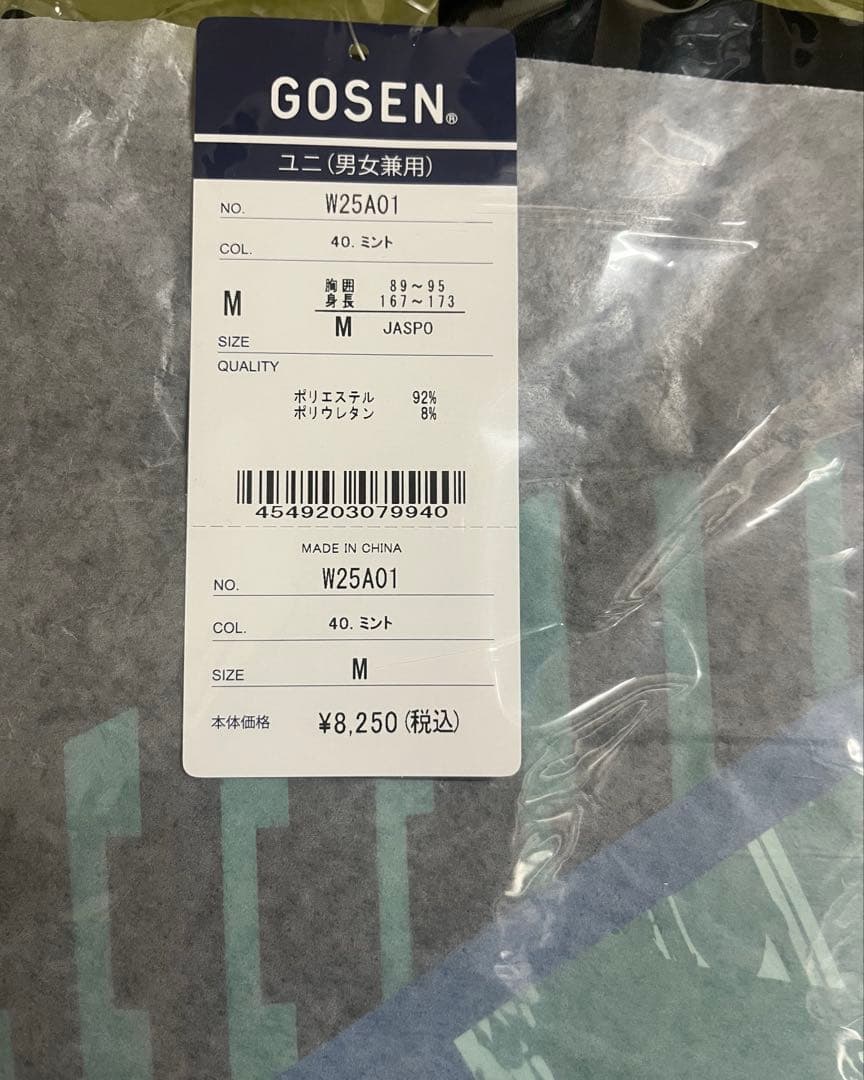 GOSEN®
ユニ(男女兼用)
NO. W25A01
COL. 40. ミント
胸囲 89～95
身長 167～173
M
M JASPO
SIZE
QUALITY
ポリエステル 92%
ポリウレタン 8%
4549203079940
MADE IN CHINA
NO. W25A01
COL. 40. ミント
SIZE M
本体価格 ¥8,250(税込)